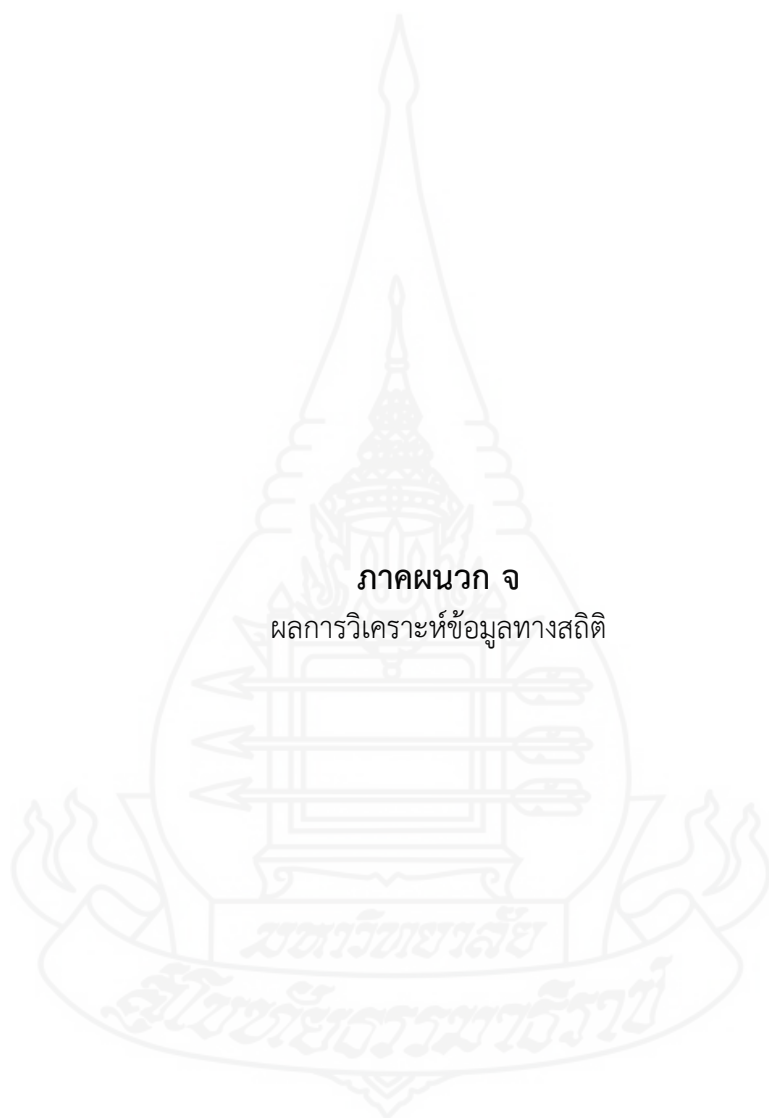 ภาคผนวก จ
ผลการวิเคราะห์ข้อมูลทางสถิติ
มหาวิทยาลัย
สุโขทัยธรรมาธิราช